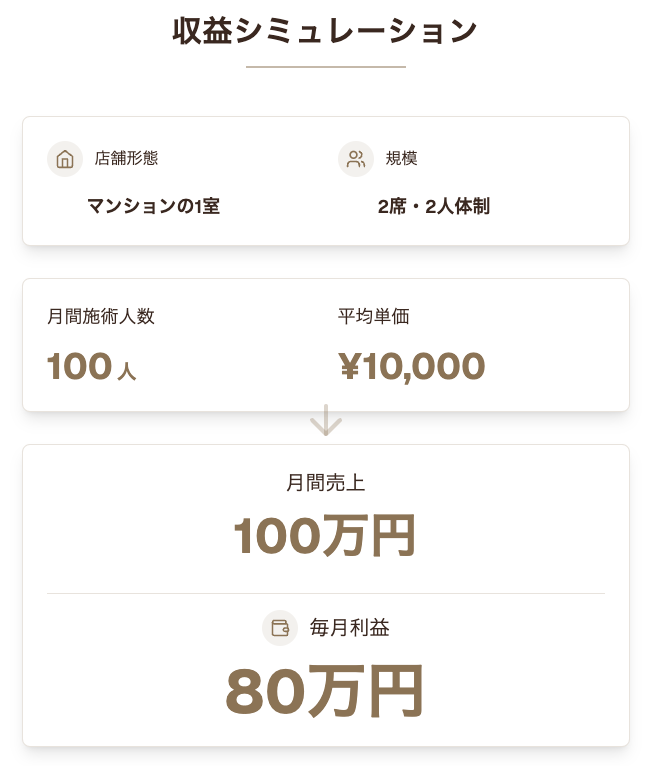 収益シミュレーション
店舗形態
規模
マンションの1室
2席・2人体制
月間施術人数
平均単価
100人
¥10,000
月間売上
100万円
毎月利益
80万円